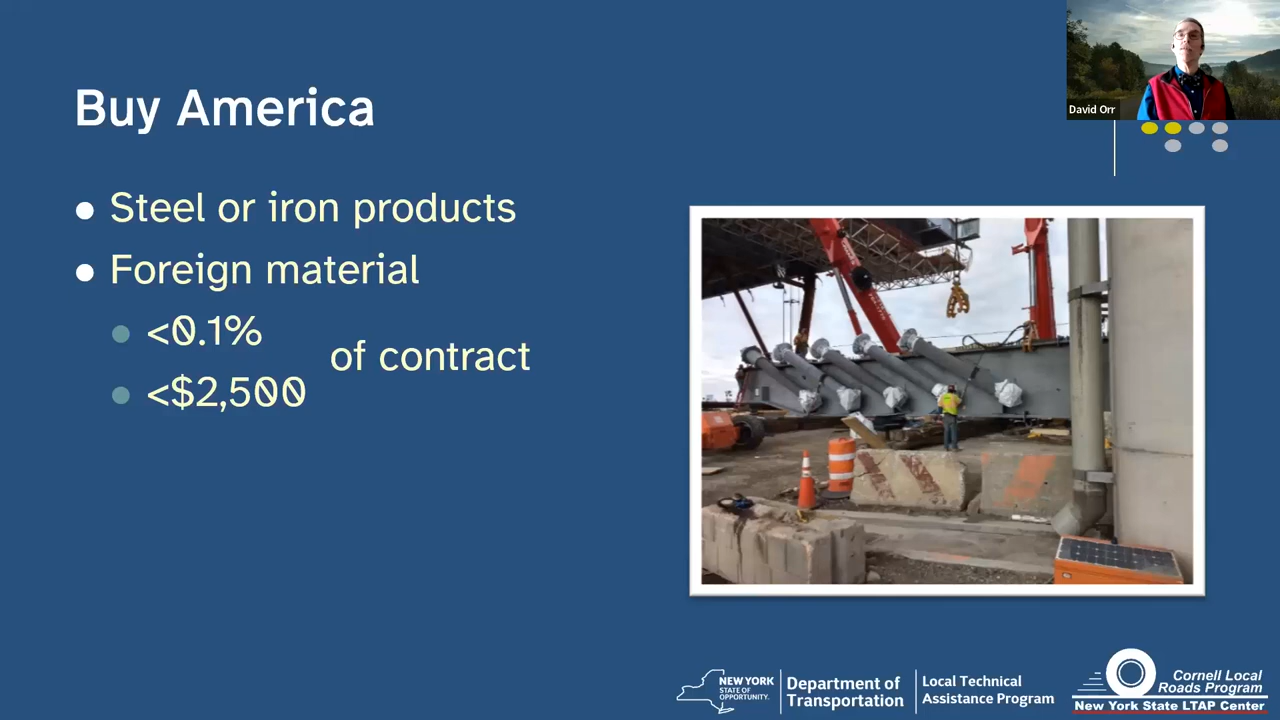 David Orr
Buy America
Steel or iron products
Foreign material
<0.1%
of contract
<$2,500
NEW YORK
STATE OF
OPPORTUNITY.
Department of
Transportation
Local Technical
Assistance Program
Cornell Local
Roads Program
New York State LTAP Center